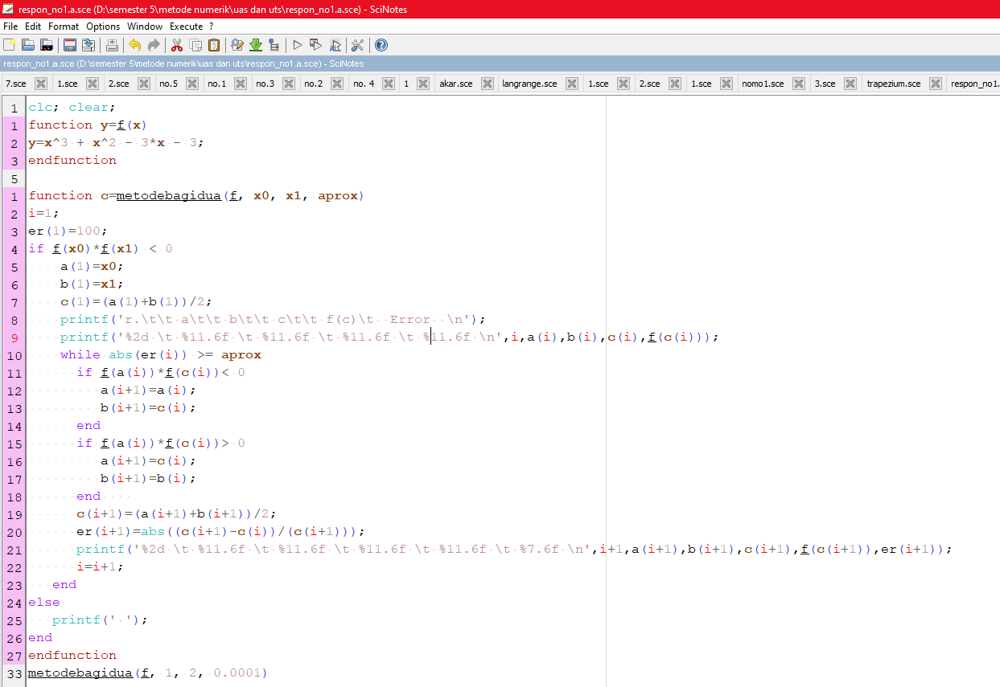 respon_no1.a.sce (D:\semester 5\metode numerik\uas dan uts\respon_no1.a.sce) - SciNotes
File Edit Format Options Window Execute ?
respon_no1.a.sce (D:\semester 5\metode numerik\uas dan uts\respon_no1.a.sce) - SciNotes
7.sce 1.sce 2.sce no.5 no.1 no.3 no.2 no. 4 1 akar.sce langrange.sce 1.sce 2.sce 1.sce nomo1.sce 3.sce trapezium.sce respon_no1.
1 clc; clear;
1 function y=f(x)
2 y=x^3 + x^2 - 3*x - 3;
3 endfunction
5
1 function c=metodebagidua(f, x0, x1, aprox)
2 i=1;
3 er(1)=100;
4 if f(x0)*f(x1) < 0
5     a(1)=x0;
6     b(1)=x1;
7     c(1)=(a(1)+b(1))/2;
8     printf('r.\t\t a\t\t b\t\t c\t\t f(c)\t  Error  \n');
9     printf('%2d \t %11.6f \t %11.6f \t %11.6f \t %11.6f \n',i,a(i),b(i),c(i),f(c(i)));
10     while abs(er(i)) >= aprox
11       if f(a(i))*f(c(i))< 0
12          a(i+1)=a(i);
13          b(i+1)=c(i);
14       end
15       if f(a(i))*f(c(i))> 0
16          a(i+1)=c(i);
17          b(i+1)=b(i);
18       end
19       c(i+1)=(a(i+1)+b(i+1))/2;
20       er(i+1)=abs((c(i+1)-c(i))/(c(i+1)));
21       printf('%2d \t %11.6f \t %11.6f \t %11.6f \t %11.6f \t %7.6f \n',i+1,a(i+1),b(i+1),c(i+1),f(c(i+1)),er(i+1));
22       i=i+1;
23    end
24 else
25    printf(' ');
26 end
27 endfunction
33 metodebagidua(f, 1, 2, 0.0001)